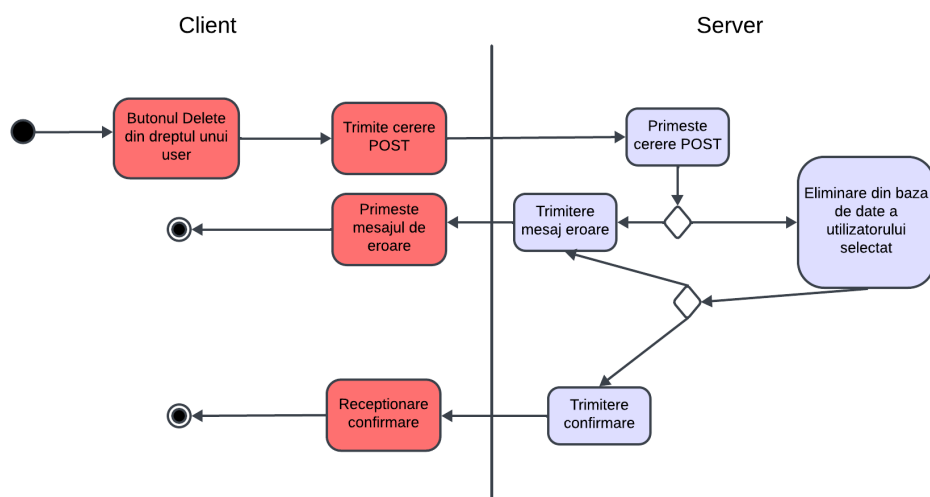 Client
Server
Butonul Delete
din dreptul unui
user
Trimite cerere
POST
Primeste
cerere POST
Primeste
mesajul de
eroare
Trimitere
mesaj eroare
Eliminare din baza
de date a
utilizatorului
selectat
Receptionare
confirmare
Trimitere
confirmare